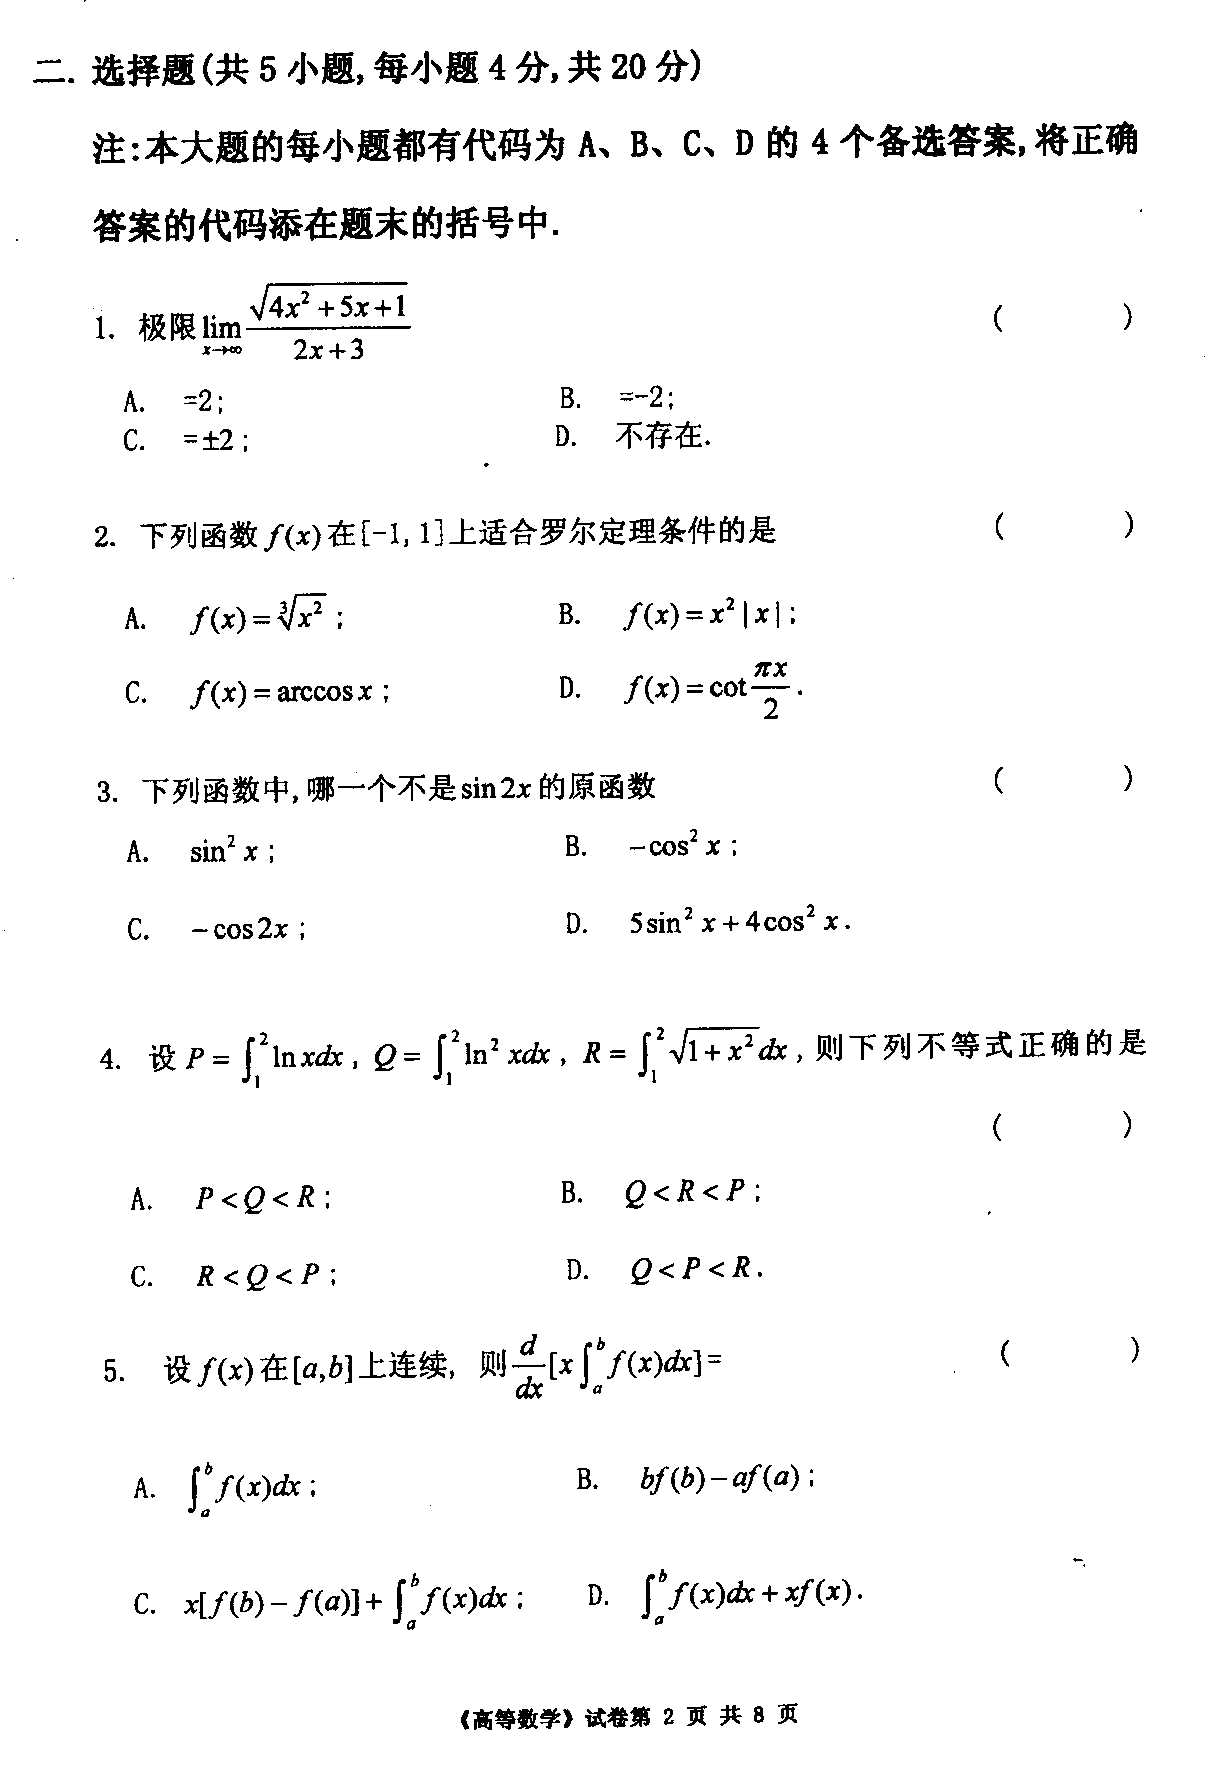 二. 选择题(共 5 小题,每小题 4 分,共 20 分)
注:本大题的每小题都有代码为 A、B、C、D 的 4 个备选答案,将正确
答案的代码添在题末的括号中.
1. 极限 $\lim\limits_{x\to\infty}\frac{\sqrt{4x^2+5x+1}}{2x+3}$ ( )
A. =2; B. =-2;
C. =±2; D. 不存在.
2. 下列函数 f(x) 在[-1, 1]上适合罗尔定理条件的是 ( )
A. $f(x)=\sqrt[3]{x^2}$; B. $f(x)=x^2|x|$;
C. $f(x)=\arccos x$; D. $f(x)=\cot\frac{\pi x}{2}$.
3. 下列函数中,哪一个不是 sin2x 的原函数 ( )
A. $\sin^2 x$; B. $-\cos^2 x$;
C. $-\cos 2x$; D. $5\sin^2 x+4\cos^2 x$.
4. 设 $P=\int_1^2 \ln xdx$, $Q=\int_1^2 \ln^2 xdx$, $R=\int_1^2 \sqrt{1+x^2}dx$, 则下列不等式正确的是
( )
A. P<Q<R; B. Q<R<P;
C. R<Q<P; D. Q<P<R.
5. 设 f(x) 在[a,b]上连续, 则 $\frac{d}{dx}[x\int_a^b f(x)dx]=$ ( )
A. $\int_a^b f(x)dx$; B. $bf(b)-af(a)$;
C. $x[f(b)-f(a)]+\int_a^b f(x)dx$; D. $\int_a^b f(x)dx+xf(x)$.
《高等数学》试卷第 2 页 共 8 页